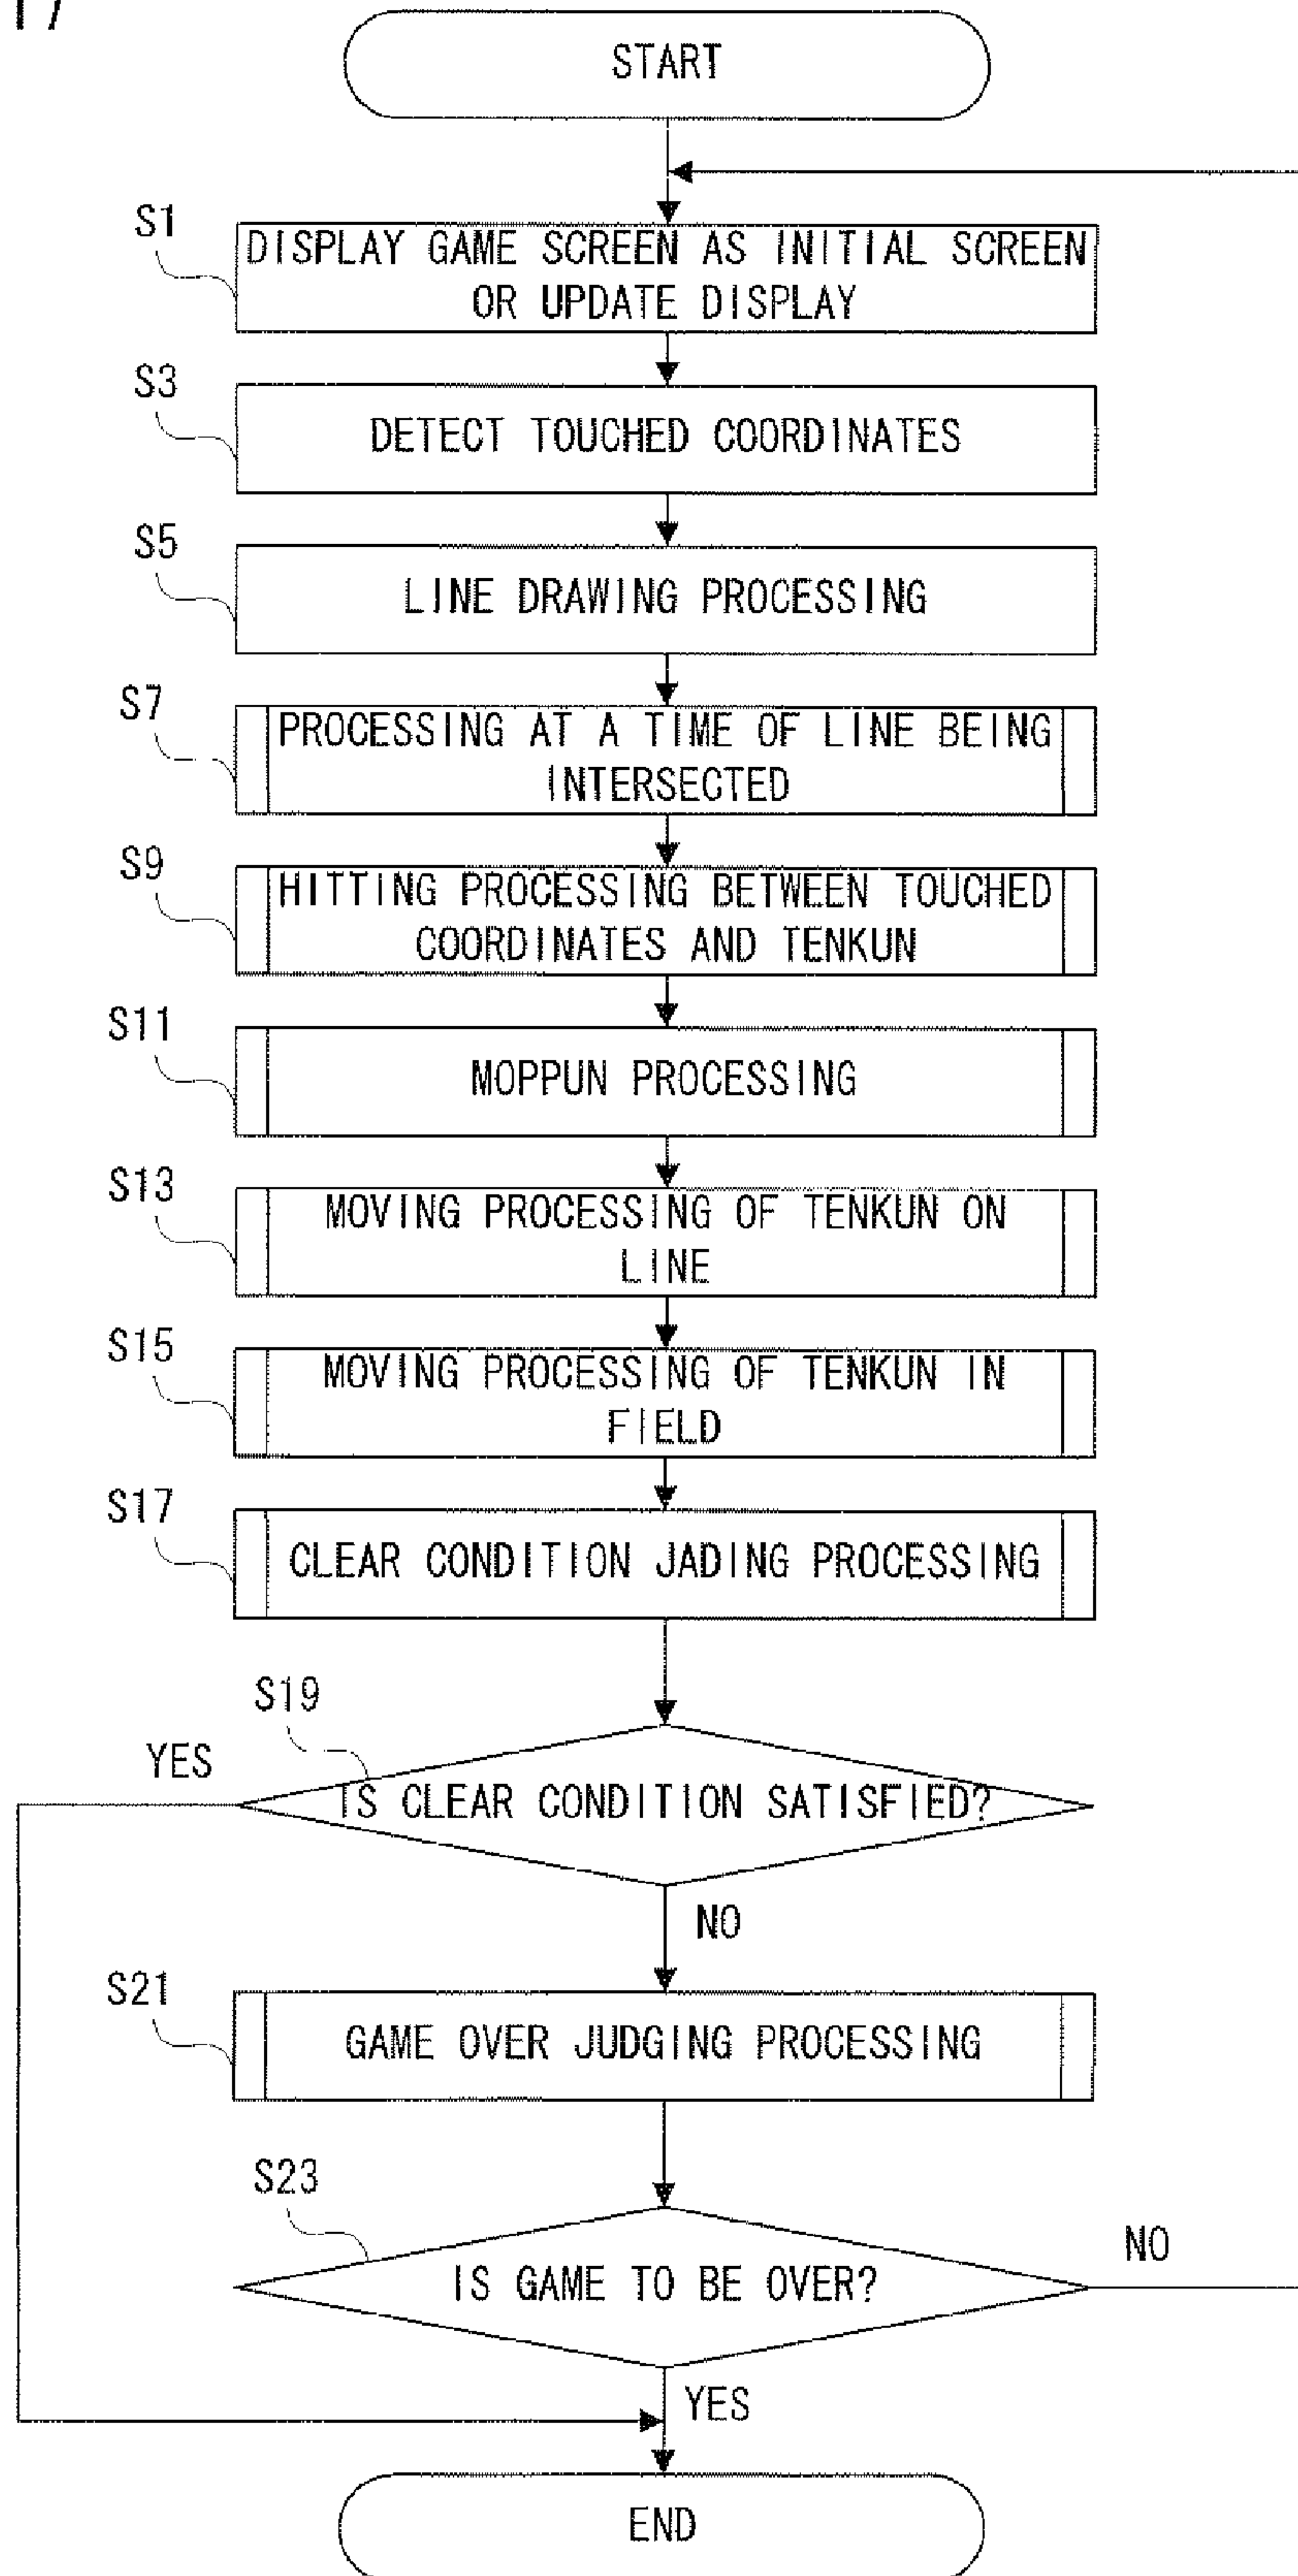 17
START
S1
DISPLAY GAME SCREEN AS INITIAL SCREEN
OR UPDATE DISPLAY
S3
DETECT TOUCHED COORDINATES
S5
LINE DRAWING PROCESSING
S7
PROCESSING AT A TIME OF LINE BEING
INTERSECTED
S9
HITTING PROCESSING BETWEEN TOUCHED
COORDINATES AND TENKUN
S11
MOPPUN PROCESSING
S13
MOVING PROCESSING OF TENKUN ON
LINE
S15
MOVING PROCESSING OF TENKUN IN
FIELD
S17
CLEAR CONDITION JADING PROCESSING
S19
YES
IS CLEAR CONDITION SATISFIED?
NO
S21
GAME OVER JUDGING PROCESSING
S23
NO
IS GAME TO BE OVER?
YES
END